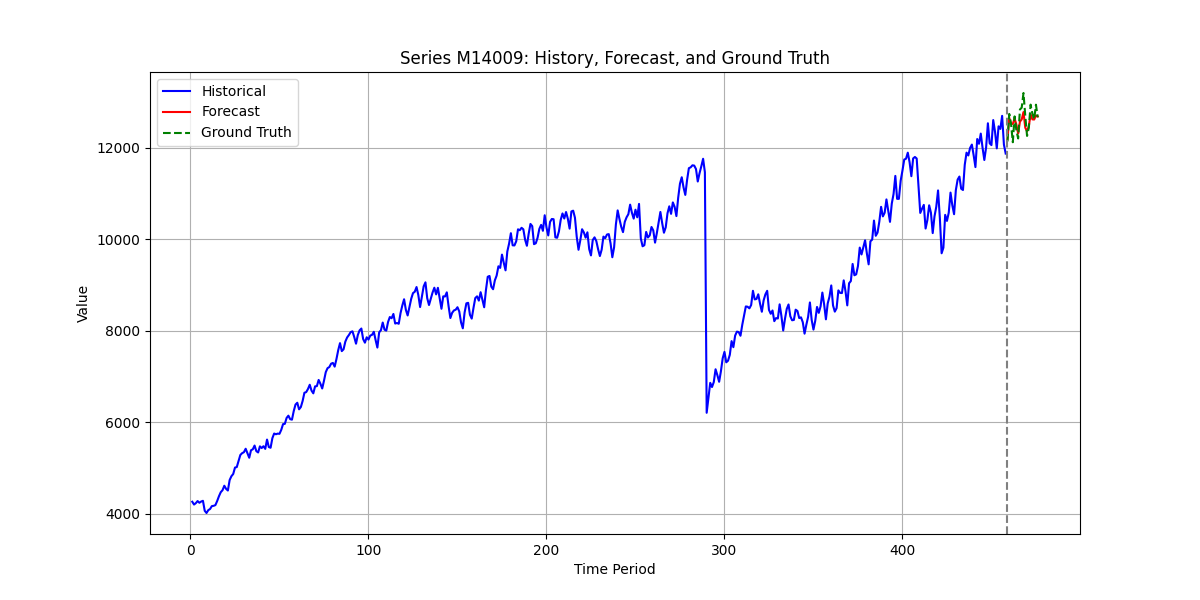 Series M14009: History, Forecast, and Ground Truth
Historical
Forecast
Ground Truth
12000
10000
8000
6000
4000
Value
0 100 200 300 400
Time Period